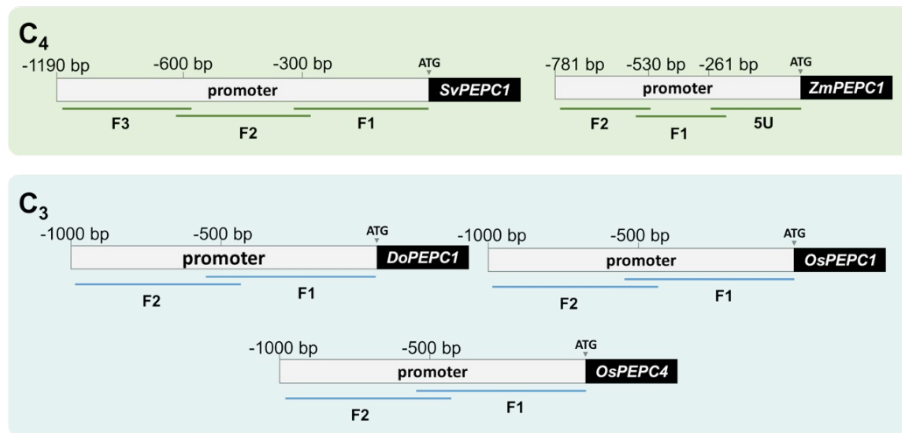 C4
-1190 bp -600 bp -300 bp ATG
promoter SvPEPC1
F3 F2 F1
-781 bp -530 bp -261 bp ATG
promoter ZmPEPC1
F2 F1 5U
C3
-1000 bp -500 bp ATG
promoter DoPEPC1
F2 F1
-1000 bp -500 bp ATG
promoter OsPEPC1
F2 F1
-1000 bp -500 bp ATG
promoter OsPEPC4
F2 F1